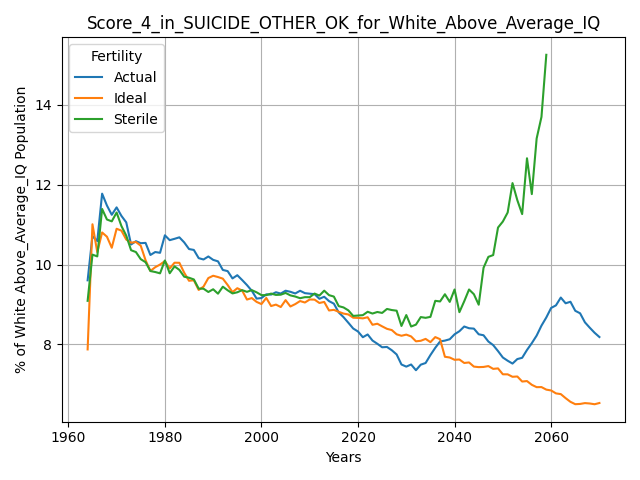 Score_4_in_SUICIDE_OTHER_OK_for_White_Above_Average_IQ
Fertility
Actual
Ideal
Sterile
% of White Above_Average_IQ Population
14
12
10
8
1960 1980 2000 2020 2040 2060
Years